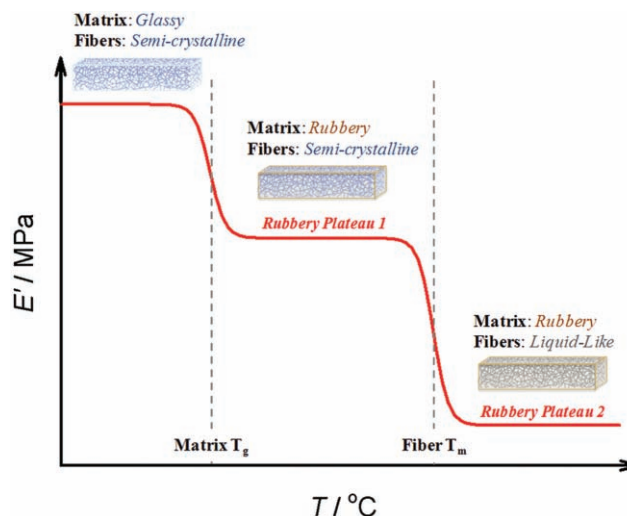 Matrix: Glassy
Fibers: Semi-crystalline
Matrix: Rubbery
Fibers: Semi-crystalline
Rubbery Plateau 1
E' / MPa
Matrix: Rubbery
Fibers: Liquid-Like
Rubbery Plateau 2
Matrix Tg
Fiber Tm
T / °C